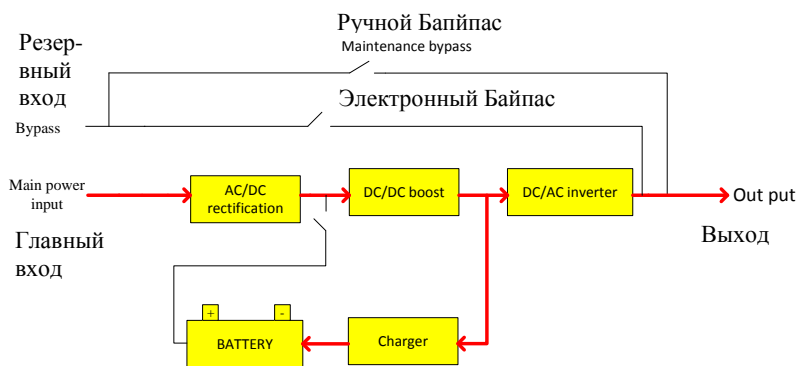 Ручной Бапйпас
Maintenance bypass
Резер-
вный
вход
Электронный Байпас
Bypass
Main power
input
AC/DC
rectification
DC/DC boost
DC/AC inverter
Out put
Главный
вход
Выход
+
-
BATTERY
Charger